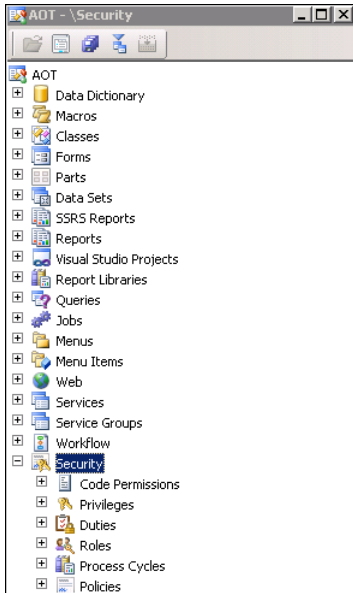 AOT - \Security
AOT
Data Dictionary
Macros
Classes
Forms
Parts
Data Sets
SSRS Reports
Reports
Visual Studio Projects
Report Libraries
Queries
Jobs
Menus
Menu Items
Web
Services
Service Groups
Workflow
Security
Code Permissions
Privileges
Duties
Roles
Process Cycles
Policies